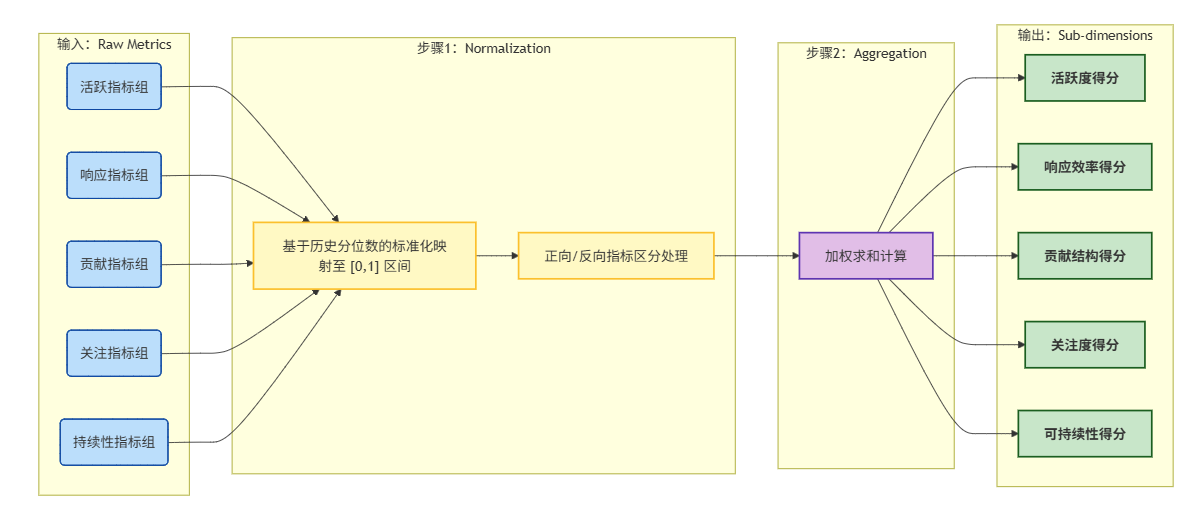 输入：Raw Metrics
活跃指标组
响应指标组
贡献指标组
关注指标组
持续性指标组
步骤1：Normalization
基于历史分位数的标准化映
射至 [0,1] 区间
正向/反向指标区分处理
步骤2：Aggregation
加权求和计算
输出：Sub-dimensions
活跃度得分
响应效率得分
贡献结构得分
关注度得分
可持续性得分